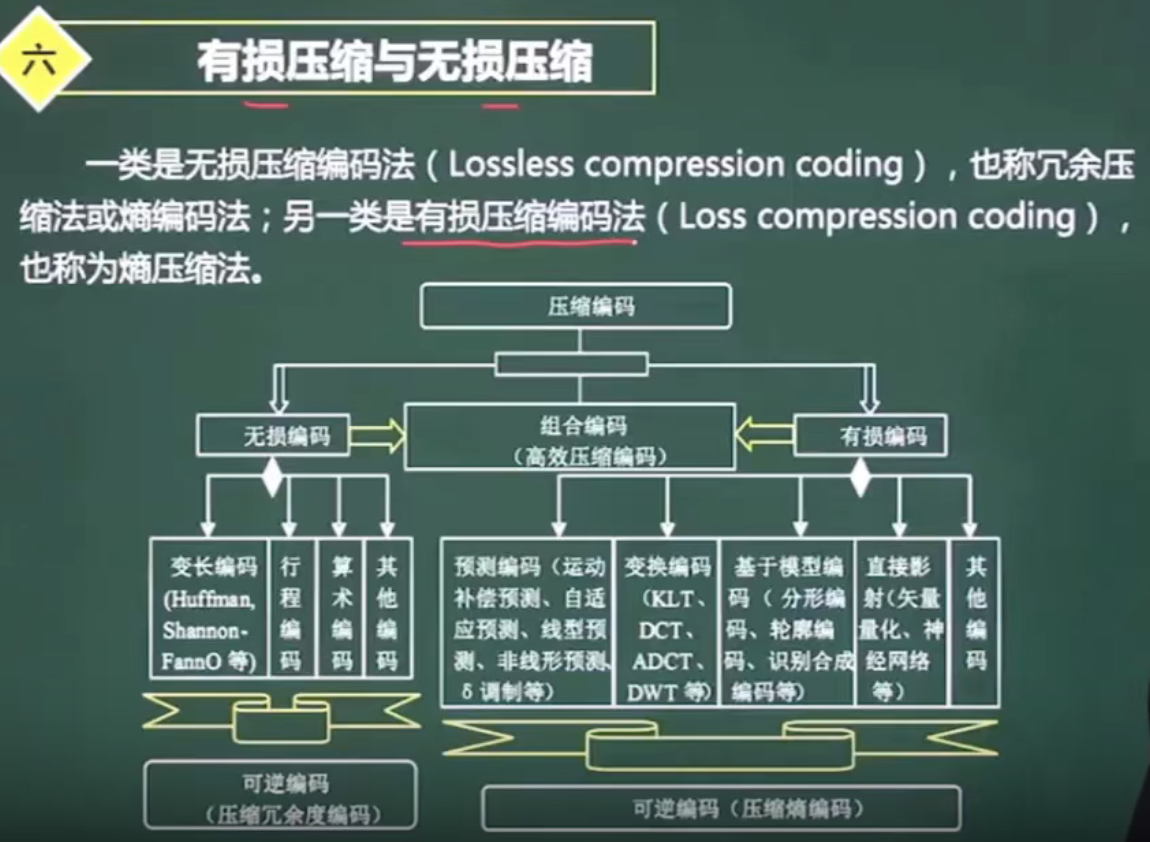 六
有损压缩与无损压缩
一类是无损压缩编码法（Lossless compression coding），也称冗余压
缩法或熵编码法；另一类是有损压缩编码法（Loss compression coding），
也称为熵压缩法。
压缩编码
无损编码
组合编码
（高效压缩编码）
有损编码
变长编码
(Huffman,
Shannon-
FannO 等)
行
程
编
码
算
术
编
码
其
他
编
码
预测编码（运动
补偿预测、自适
应预测、线型预
测、非线形预测、
δ 调制等）
变换编码
（KLT、
DCT、
ADCT、
DWT 等）
基于模型编
码（ 分形编
码、轮廓编
码、识别合成
编码等）
直接影
射（矢量
量化、神
经网络
等）
其
他
编
码
可逆编码
（压缩冗余度编码）
可逆编码（压缩熵编码）